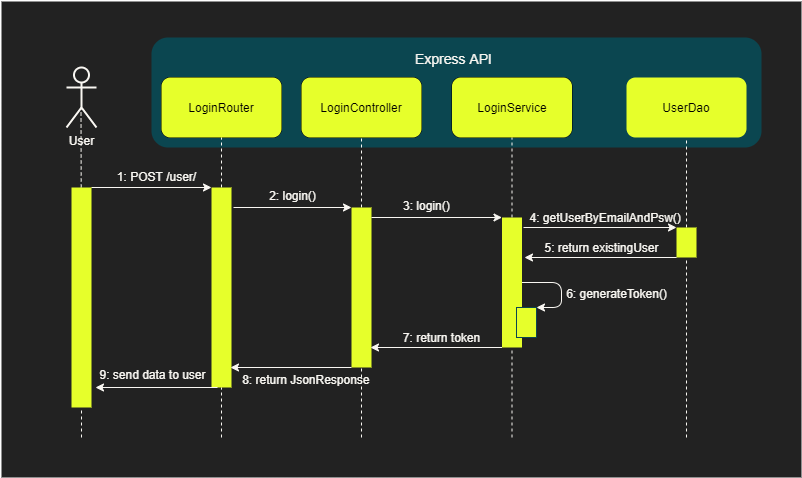 Express API
LoginRouter
LoginController
LoginService
UserDao
User
1: POST /user/
2: login()
3: login()
4: getUserByEmailAndPsw()
5: return existingUser
6: generateToken()
7: return token
8: return JsonResponse
9: send data to user